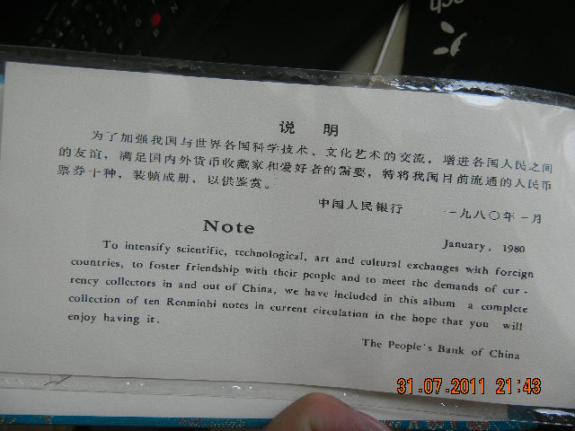 说 明
为了加强我国与世界各国科学技术、文化艺术的交流，增进各国人民之间
的友谊，满足国内外货币收藏家和爱好者的需要，特将我国目前流通的人民币
票券十种，装帧成册，以供鉴赏。
中国人民银行 一九八〇年一月
Note January, 1980
To intensify scientific, technological, art and cultural exchanges with foreign
countries, to foster friendship with their people and to meet the demands of cur-
rency collectors in and out of China, we have included in this album a complete
collection of ten Renminbi notes in current circulation in the hope that you will
enjoy having it.
The People's Bank of China
31.07.2011 21:43